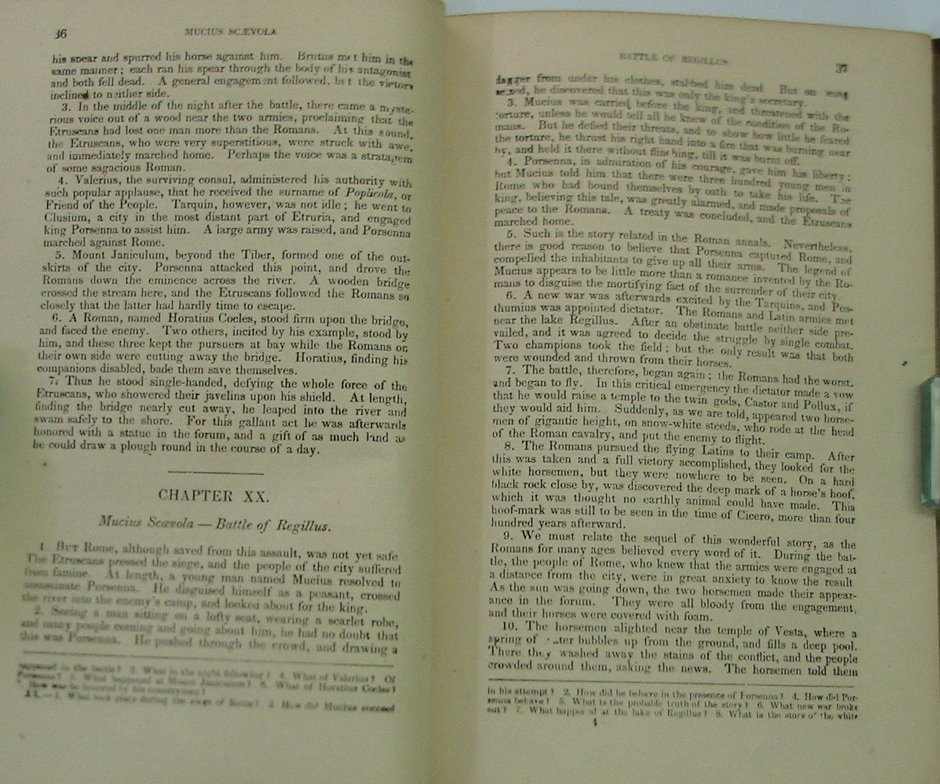 36 MUCIUS SCÆVOLA
his spear and spurred his horse against him. Brutus met him in the
same manner; each ran his spear through the body of his antagonist
and both fell dead. A general engagement followed, but the victory
inclined to neither side.
3. In the middle of the night after the battle, there came a myste-
rious voice out of a wood near the two armies, proclaiming that the
Etruscans had lost one man more than the Romans. At this sound,
the Etruscans, who were very superstitious, were struck with awe,
and immediately marched home. Perhaps the voice was a stratagem
of some sagacious Roman.
4. Valerius, the surviving consul, administered his authority with
such popular applause, that he received the surname of Poplicola, or
Friend of the People. Tarquin, however, was not idle; he went to
Clusium, a city in the most distant part of Etruria, and engaged
king Porsenna to assist him. A large army was raised, and Porsenna
marched against Rome.
5. Mount Janiculum, beyond the Tiber, formed one of the out-
skirts of the city. Porsenna attacked this point, and drove the
Romans down the eminence across the river. A wooden bridge
crossed the stream here, and the Etruscans followed the Romans so
closely that the latter had hardly time to escape.
6. A Roman, named Horatius Cocles, stood firm upon the bridge,
and faced the enemy. Two others, incited by his example, stood by
him, and these three kept the pursuers at bay while the Romans on
their own side were cutting away the bridge. Horatius, finding his
companions disabled, bade them save themselves.
7. Thus he stood single-handed, defying the whole force of the
Etruscans, who showered their javelins upon his shield. At length,
finding the bridge nearly cut away, he leaped into the river and
swam safely to the shore. For this gallant act he was afterwards
honored with a statue in the forum, and a gift of as much land as
he could draw a plough round in the course of a day.
CHAPTER XX.
Mucius Scævola — Battle of Regillus.
1. But Rome, although saved from this assault, was not yet safe
The Etruscans pressed the siege, and the people of the city suffered
from famine. At length, a young man named Mucius resolved to
assassinate Porsenna. He disguised himself as a peasant, crossed
the river into the enemy's camp, and looked about for the king.
2. Seeing a man sitting on a lofty seat, wearing a scarlet robe,
and many people coming and going about him, he had no doubt that
this was Porsenna. He pushed through the crowd, and drawing a
in the battle? 3. What in the night following? 4. What of Valerius? Of
Porsenna? 5. What happened at Mount Janiculum? 6. What of Horatius Cocles?
7. How was he honored by his countrymen?
XX.—1. What took place during the siege of Rome? 2. How did Mucius succeed
BATTLE OF REGILLUS. 37
dagger from under his clothes, stabbed him dead But on being
seized, he discovered that this was only the king's secretary.
3. Mucius was carried before the king, and threatened with the
torture, unless he would tell all he knew of the condition of the Ro-
mans. But he defied their threats, and to show how little he feared
the torture, he thrust his right hand into a fire that was burning near
by, and held it there without flinching, till it was burnt off.
4. Porsenna, in admiration of his courage, gave him his liberty;
but Mucius told him that there were three hundred young men in
Rome who had bound themselves by oath to take his life. The
king, believing this tale, was greatly alarmed, and made proposals of
peace to the Romans. A treaty was concluded, and the Etruscans
marched home.
5. Such is the story related in the Roman annals. Nevertheless,
there is good reason to believe that Porsenna captured Rome, and
compelled the inhabitants to give up all their arms. The legend of
Mucius appears to be little more than a romance invented by the Ro-
mans to disguise the mortifying fact of the surrender of their city.
6. A new war was afterwards excited by the Tarquins, and Pos-
thumius was appointed dictator. The Romans and Latin armies met
near the lake Regillus. After an obstinate battle neither side pre-
vailed, and it was agreed to decide the struggle by single combat.
Two champions took the field; but the only result was that both
were wounded and thrown from their horses.
7. The battle, therefore, began again; the Romans had the worst,
and began to fly. In this critical emergency the dictator made a vow
that he would raise a temple to the twin gods, Castor and Pollux, if
they would aid him. Suddenly, as we are told, appeared two horse-
men of gigantic height, on snow-white steeds, who rode at the head
of the Roman cavalry, and put the enemy to flight.
8. The Romans pursued the flying Latins to their camp. After
this was taken and a full victory accomplished, they looked for the
white horsemen, but they were nowhere to be seen. On a hard
black rock close by, was discovered the deep mark of a horse's hoof,
which it was thought no earthly animal could have made. This
hoof-mark was still to be seen in the time of Cicero, more than four
hundred years afterward.
9. We must relate the sequel of this wonderful story, as the
Romans for many ages believed every word of it. During the bat-
tle, the people of Rome, who knew that the armies were engaged at
a distance from the city, were in great anxiety to know the result
As the sun was going down, the two horsemen made their appear-
ance in the forum. They were all bloody from the engagement,
and their horses were covered with foam.
10. The horsemen alighted near the temple of Vesta, where a
spring of water bubbles up from the ground, and fills a deep pool.
There they washed away the stains of the conflict, and the people
crowded around them, asking the news. The horsemen told them
in his attempt? 2. How did he behave in the presence of Porsenna? 4. How did Por-
senna behave? 5. What is the probable truth of the story? 6. What new war broke
out? 7. What happened at the lake of Regillus? 8. What is the story of the white
4